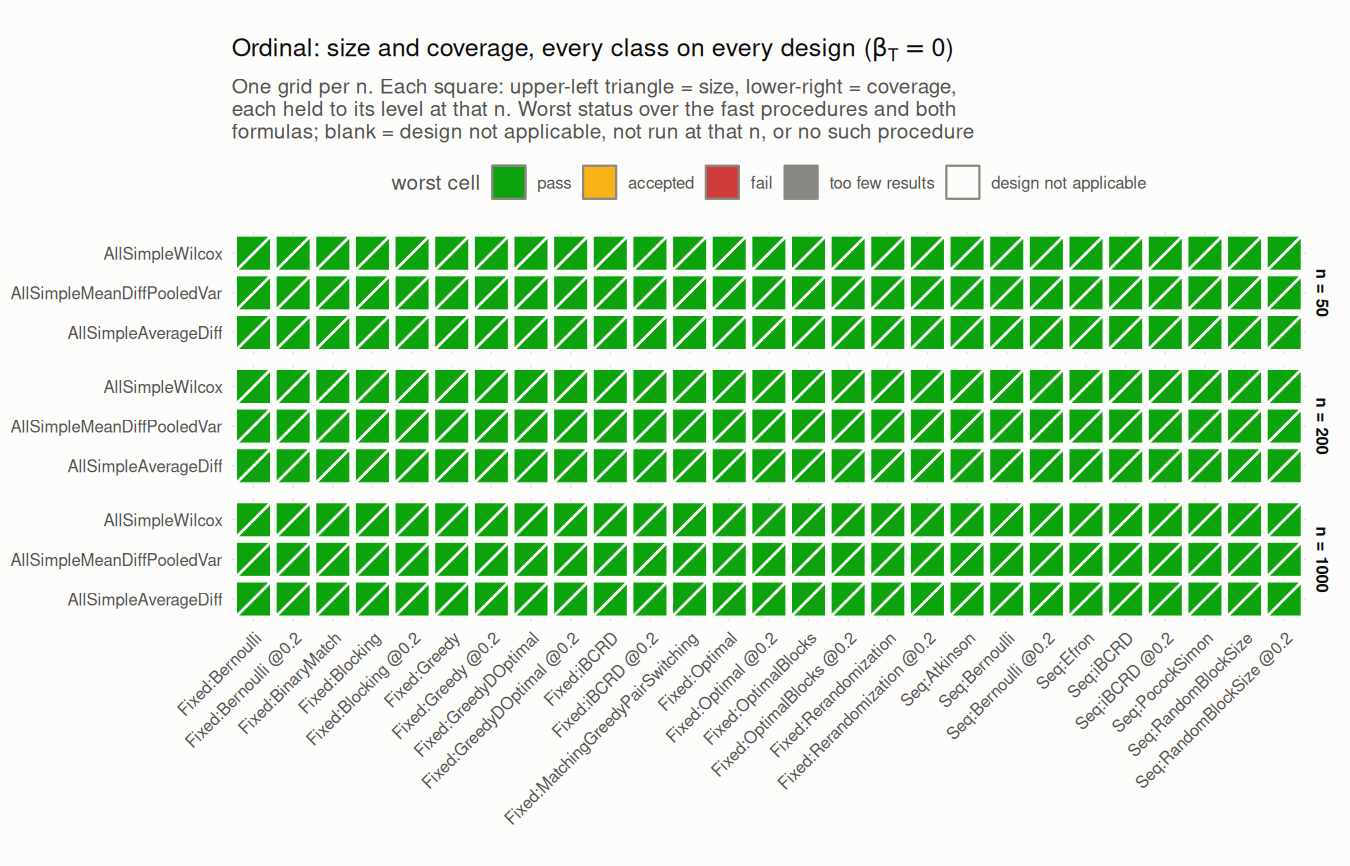 Ordinal: size and coverage, every class on every design (βT = 0)
One grid per n. Each square: upper-left triangle = size, lower-right = coverage,
each held to its level at that n. Worst status over the fast procedures and both
formulas; blank = design not applicable, not run at that n, or no such procedure
worst cell pass accepted fail too few results design not applicable
AllSimpleWilcox
AllSimpleMeanDiffPooledVar
AllSimpleAverageDiff
n = 50
AllSimpleWilcox
AllSimpleMeanDiffPooledVar
AllSimpleAverageDiff
n = 200
AllSimpleWilcox
AllSimpleMeanDiffPooledVar
AllSimpleAverageDiff
n = 1000
Fixed:Bernoulli
Fixed:Bernoulli @0.2
Fixed:BinaryMatch
Fixed:Blocking
Fixed:Blocking @0.2
Fixed:Greedy
Fixed:Greedy @0.2
Fixed:GreedyDOptimal
Fixed:GreedyDOptimal @0.2
Fixed:iBCRD
Fixed:iBCRD @0.2
Fixed:MatchingGreedyPairSwitching
Fixed:Optimal
Fixed:Optimal @0.2
Fixed:OptimalBlocks
Fixed:OptimalBlocks @0.2
Fixed:Rerandomization
Fixed:Rerandomization @0.2
Seq:Atkinson
Seq:Bernoulli
Seq:Bernoulli @0.2
Seq:Efron
Seq:iBCRD
Seq:iBCRD @0.2
Seq:PocockSimon
Seq:RandomBlockSize
Seq:RandomBlockSize @0.2